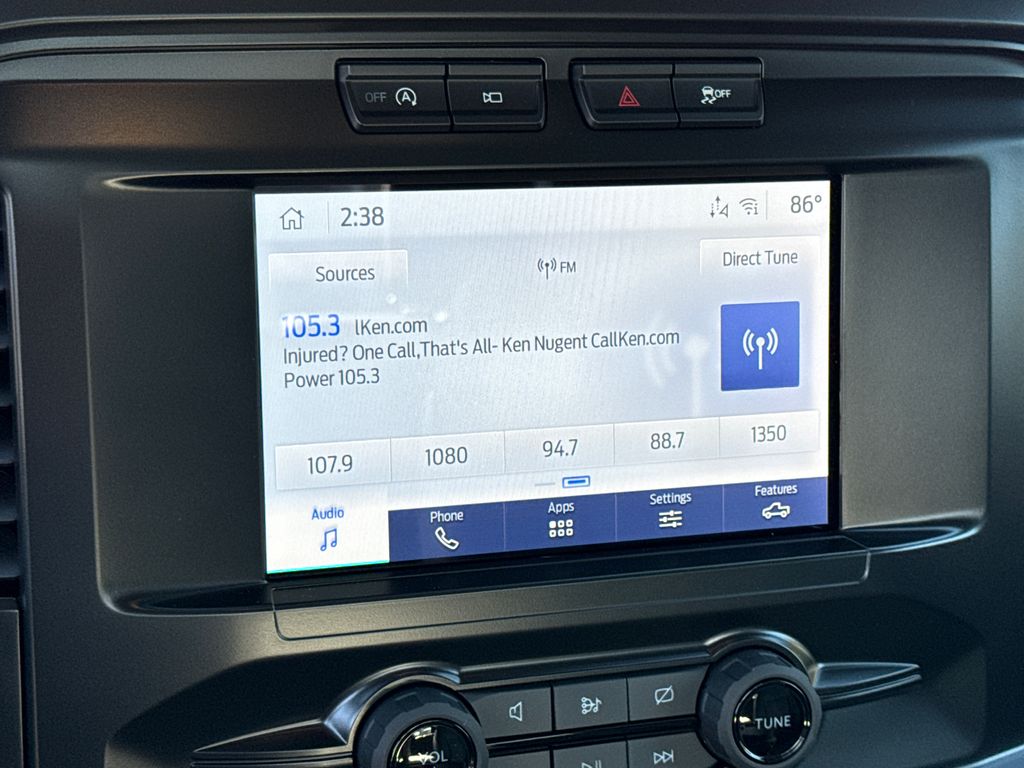 OFF A
OFF
2:38
86°
Sources
FM
Direct Tune
105.3 lKen.com
Injured? One Call,That's All- Ken Nugent CallKen.com
Power 105.3
107.9 1080 94.7 88.7 1350
Audio Phone Apps Settings Features
VOL
TUNE